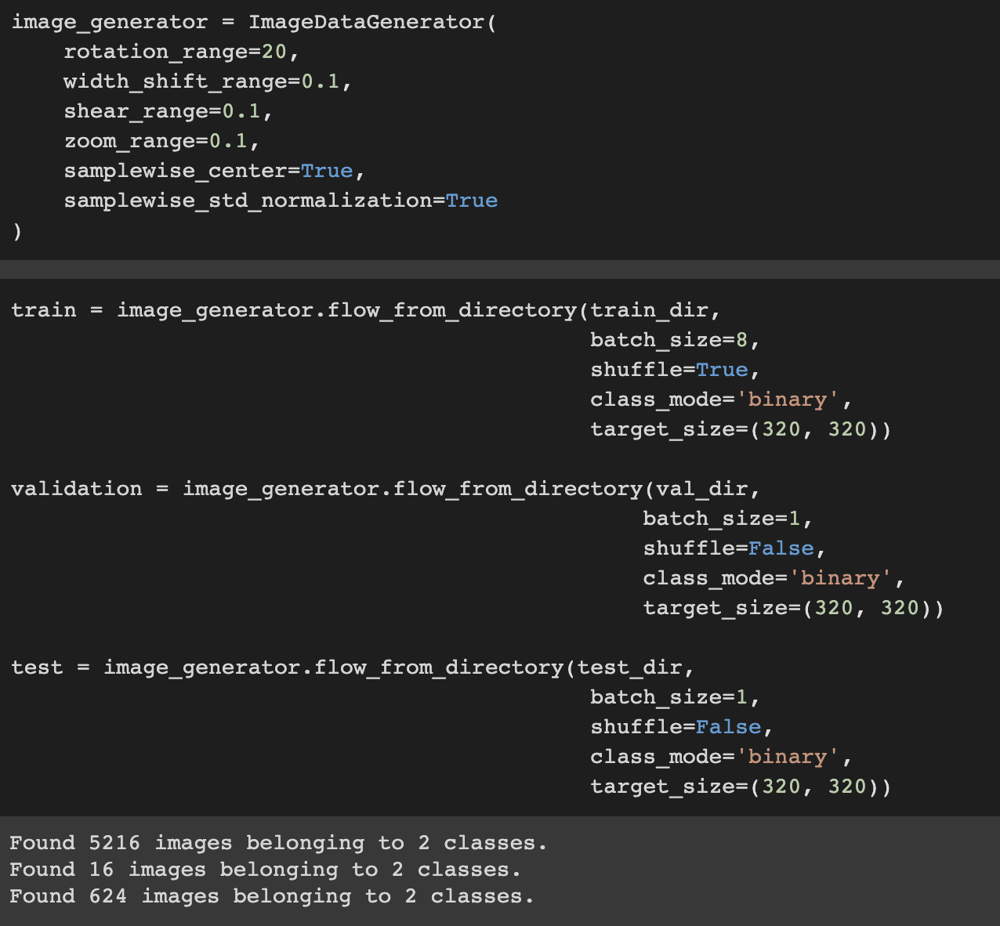 image_generator = ImageDataGenerator(
    rotation_range=20,
    width_shift_range=0.1,
    shear_range=0.1,
    zoom_range=0.1,
    samplewise_center=True,
    samplewise_std_normalization=True
)
train = image_generator.flow_from_directory(train_dir,
                                            batch_size=8,
                                            shuffle=True,
                                            class_mode='binary',
                                            target_size=(320, 320))
validation = image_generator.flow_from_directory(val_dir,
                                                batch_size=1,
                                                shuffle=False,
                                                class_mode='binary',
                                                target_size=(320, 320))
test = image_generator.flow_from_directory(test_dir,
                                            batch_size=1,
                                            shuffle=False,
                                            class_mode='binary',
                                            target_size=(320, 320))
Found 5216 images belonging to 2 classes.
Found 16 images belonging to 2 classes.
Found 624 images belonging to 2 classes.